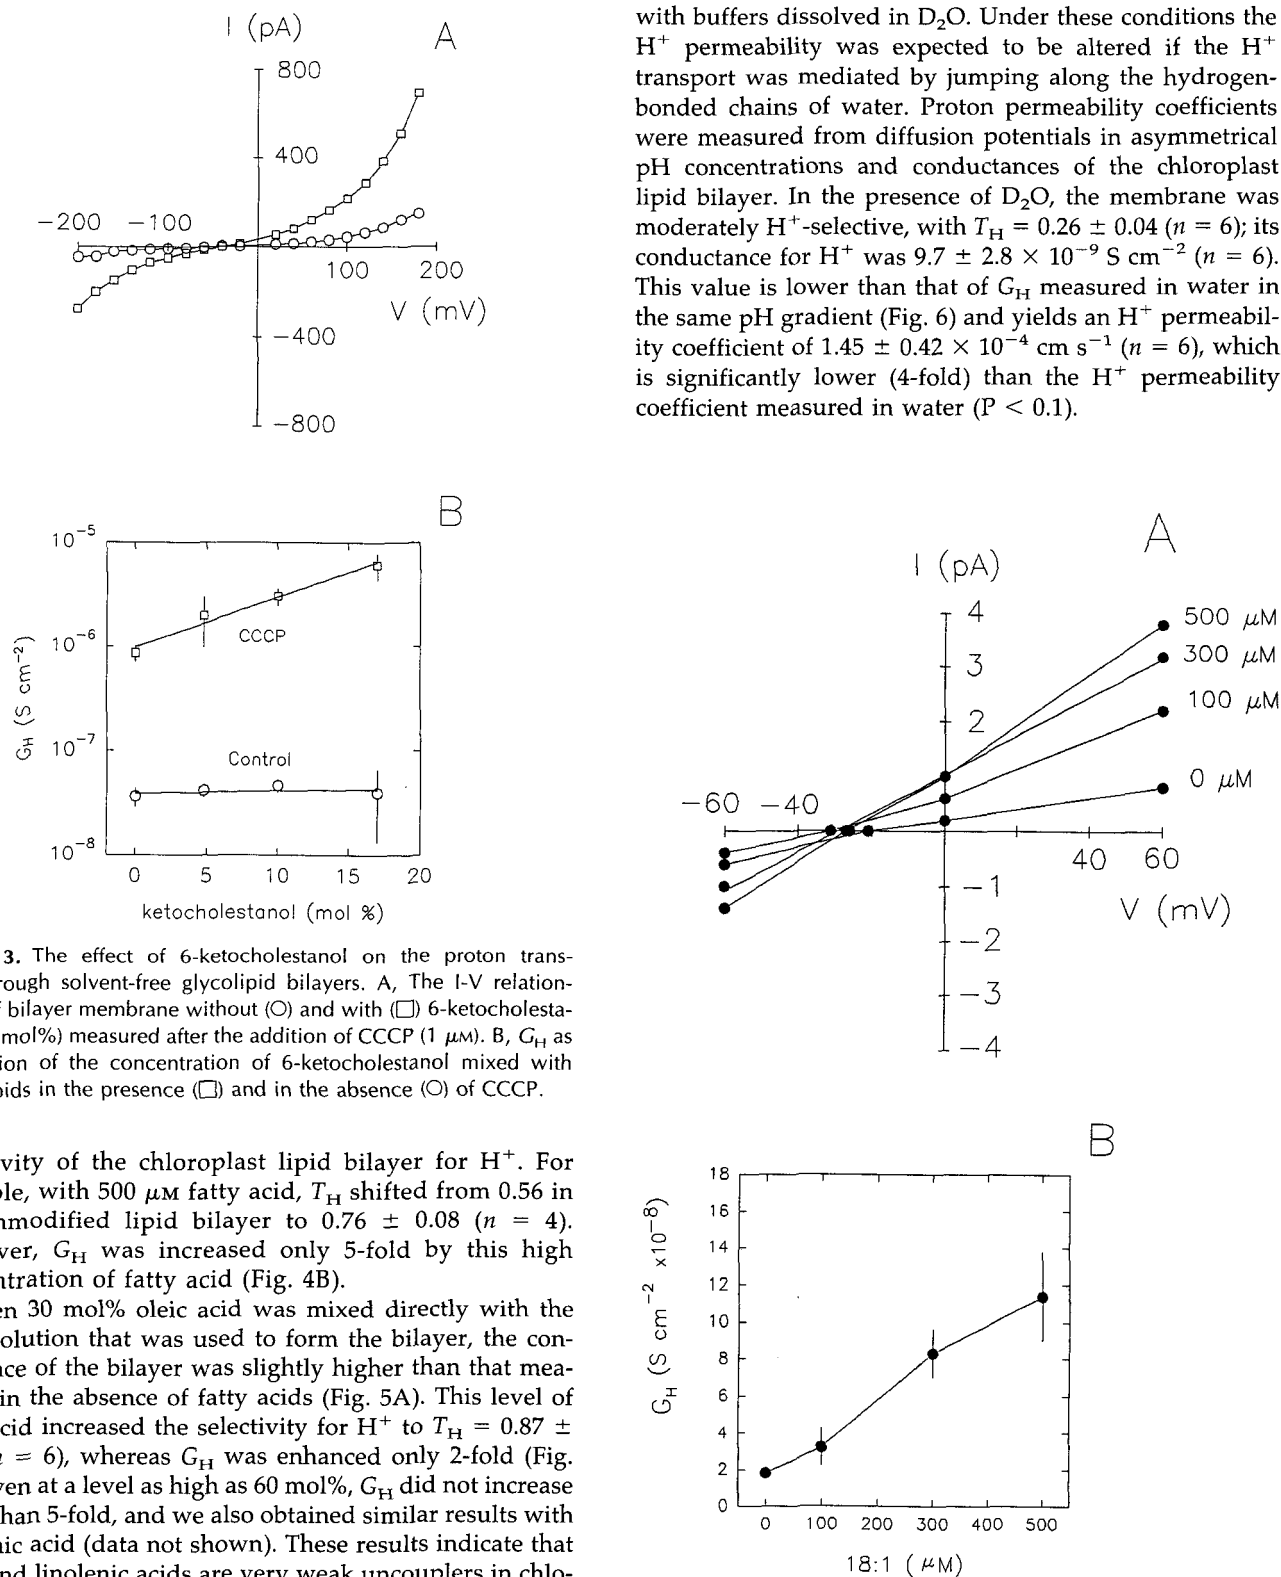 I (pA)
A
800
400
-200 -100
100 200
V (mV)
-400
-800
B
10-5
10-6
10-7
10-8
GH (S cm-2)
CCCP
Control
0 5 10 15 20
ketocholestanol (mol %)
3. The effect of 6-ketocholestanol on the proton trans-
rough solvent-free glycolipid bilayers. A, The I-V relation-
bilayer membrane without (○) and with (□) 6-ketocholesta-
mol%) measured after the addition of CCCP (1 μM). B, GH as
ion of the concentration of 6-ketocholestanol mixed with
oids in the presence (□) and in the absence (○) of CCCP.
vity of the chloroplast lipid bilayer for H+. For
ole, with 500 μM fatty acid, TH shifted from 0.56 in
nmodified lipid bilayer to 0.76 ± 0.08 (n = 4).
ver, GH was increased only 5-fold by this high
ntration of fatty acid (Fig. 4B).
en 30 mol% oleic acid was mixed directly with the
solution that was used to form the bilayer, the con-
nce of the bilayer was slightly higher than that mea-
in the absence of fatty acids (Fig. 5A). This level of
cid increased the selectivity for H+ to TH = 0.87 ±
= 6), whereas GH was enhanced only 2-fold (Fig.
ven at a level as high as 60 mol%, GH did not increase
han 5-fold, and we also obtained similar results with
nic acid (data not shown). These results indicate that
nd linolenic acids are very weak uncouplers in chlo-
with buffers dissolved in D2O. Under these conditions the
H+ permeability was expected to be altered if the H+
transport was mediated by jumping along the hydrogen-
bonded chains of water. Proton permeability coefficients
were measured from diffusion potentials in asymmetrical
pH concentrations and conductances of the chloroplast
lipid bilayer. In the presence of D2O, the membrane was
moderately H+-selective, with TH = 0.26 ± 0.04 (n = 6); its
conductance for H+ was 9.7 ± 2.8 × 10−9 S cm−2 (n = 6).
This value is lower than that of GH measured in water in
the same pH gradient (Fig. 6) and yields an H+ permeabil-
ity coefficient of 1.45 ± 0.42 × 10−4 cm s−1 (n = 6), which
is significantly lower (4-fold) than the H+ permeability
coefficient measured in water (P < 0.1).
A
I (pA)
4
3
2
500 μM
300 μM
100 μM
0 μM
-60 -40
40 60
V (mV)
-1
-2
-3
-4
B
18
16
14
12
10
8
6
4
2
0
GH (S cm-2 x10-8)
0 100 200 300 400 500
18:1 (μM)